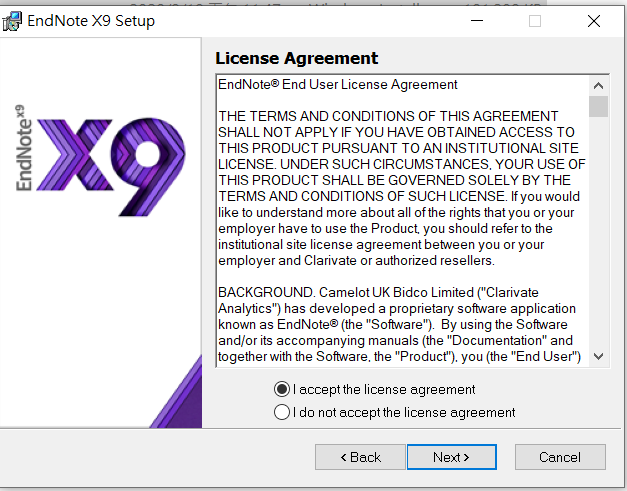 EndNote X9 Setup
License Agreement
EndNote® End User License Agreement
THE TERMS AND CONDITIONS OF THIS AGREEMENT
SHALL NOT APPLY IF YOU HAVE OBTAINED ACCESS TO
THIS PRODUCT PURSUANT TO AN INSTITUTIONAL SITE
LICENSE. UNDER SUCH CIRCUMSTANCES, YOUR USE OF
THIS PRODUCT SHALL BE GOVERNED SOLELY BY THE
TERMS AND CONDITIONS OF SUCH LICENSE. If you would
like to understand more about all of the rights that you or your
employer have to use the Product, you should refer to the
institutional site license agreement between you or your
employer and Clarivate or authorized resellers.
BACKGROUND. Camelot UK Bidco Limited ("Clarivate
Analytics") has developed a proprietary software application
known as EndNote® (the "Software"). By using the Software
and/or its accompanying manuals (the "Documentation" and
together with the Software, the "Product"), you (the "End User")
EndNote x9
X9
I accept the license agreement
I do not accept the license agreement
< Back
Next >
Cancel